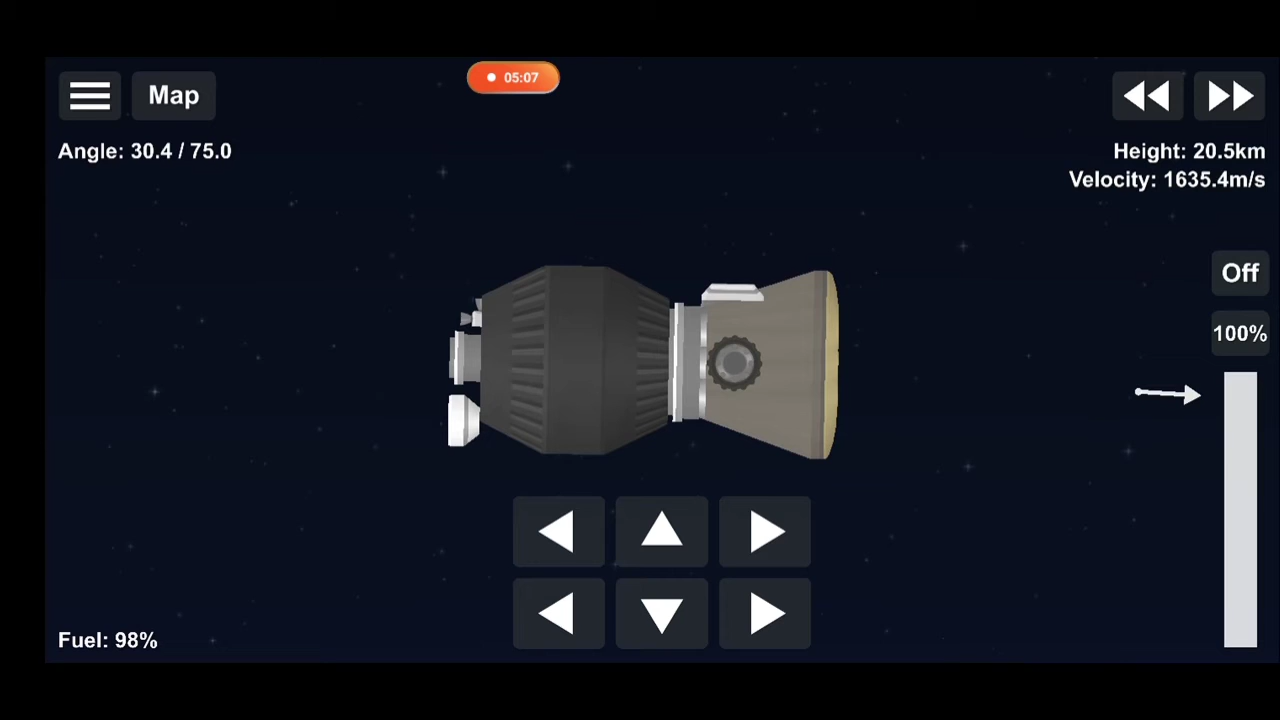 05:07
Map
Angle: 30.4 / 75.0
Height: 20.5km
Velocity: 1635.4m/s
Off
100%
Fuel: 98%